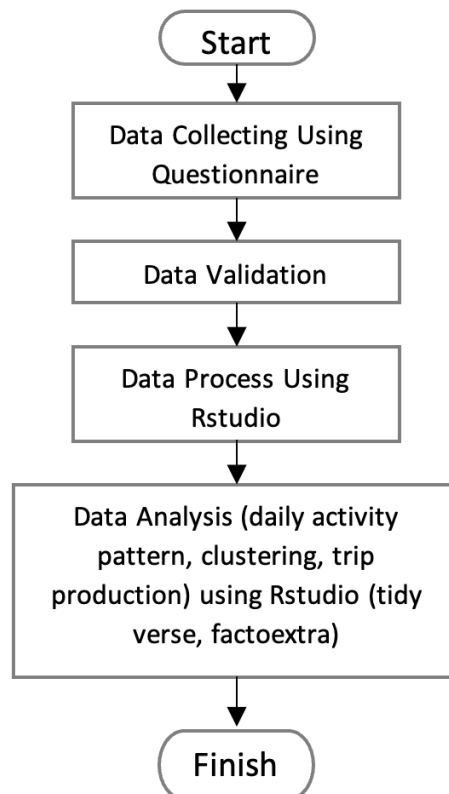 Start
Data Collecting Using
Questionnaire
Data Validation
Data Process Using
Rstudio
Data Analysis (daily activity
pattern, clustering, trip
production) using Rstudio (tidy
verse, factoextra)
Finish